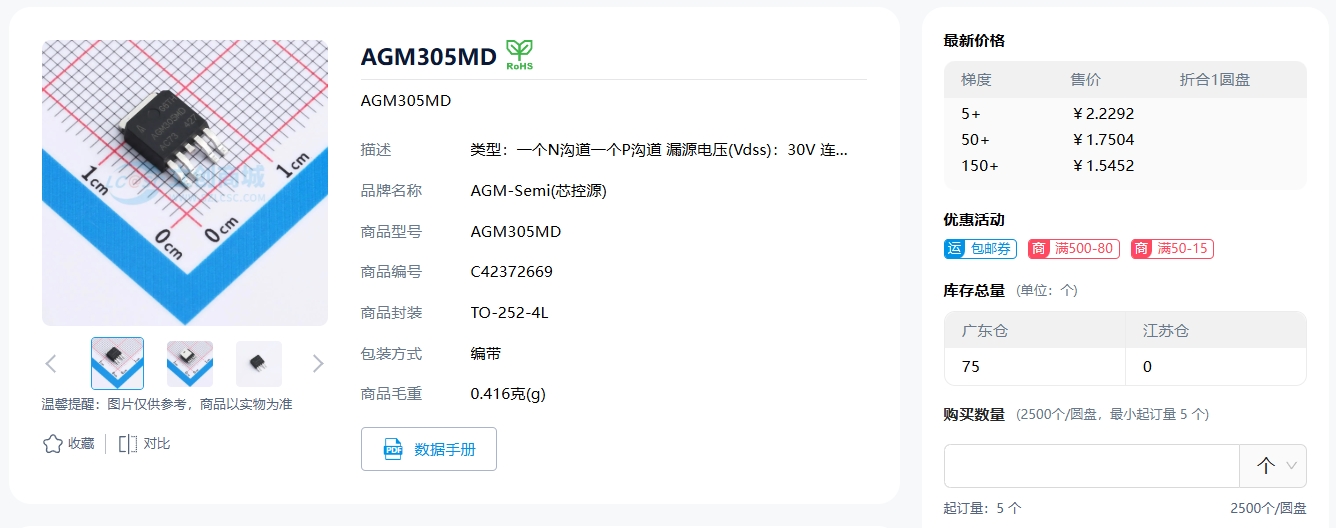 AGM305MD
RoHS
AGM305MD
描述
类型：一个N沟道一个P沟道 漏源电压(Vdss)：30V 连...
品牌名称
AGM-Semi(芯控源)
商品型号
AGM305MD
商品编号
C42372669
商品封装
TO-252-4L
包装方式
编带
商品毛重
0.416克(g)
数据手册
PDF
AGM305MD
1cm
1cm
0cm
0cm
温馨提醒：图片仅供参考，商品以实物为准
收藏
对比
最新价格
梯度 售价 折合1圆盘
5+ ￥2.2292
50+ ￥1.7504
150+ ￥1.5452
优惠活动
运 包邮券 商 满500-80 商 满50-15
库存总量 (单位：个)
广东仓 江苏仓
75 0
购买数量 (2500个/圆盘，最小起订量 5 个)
个
起订量：5 个 2500个/圆盘